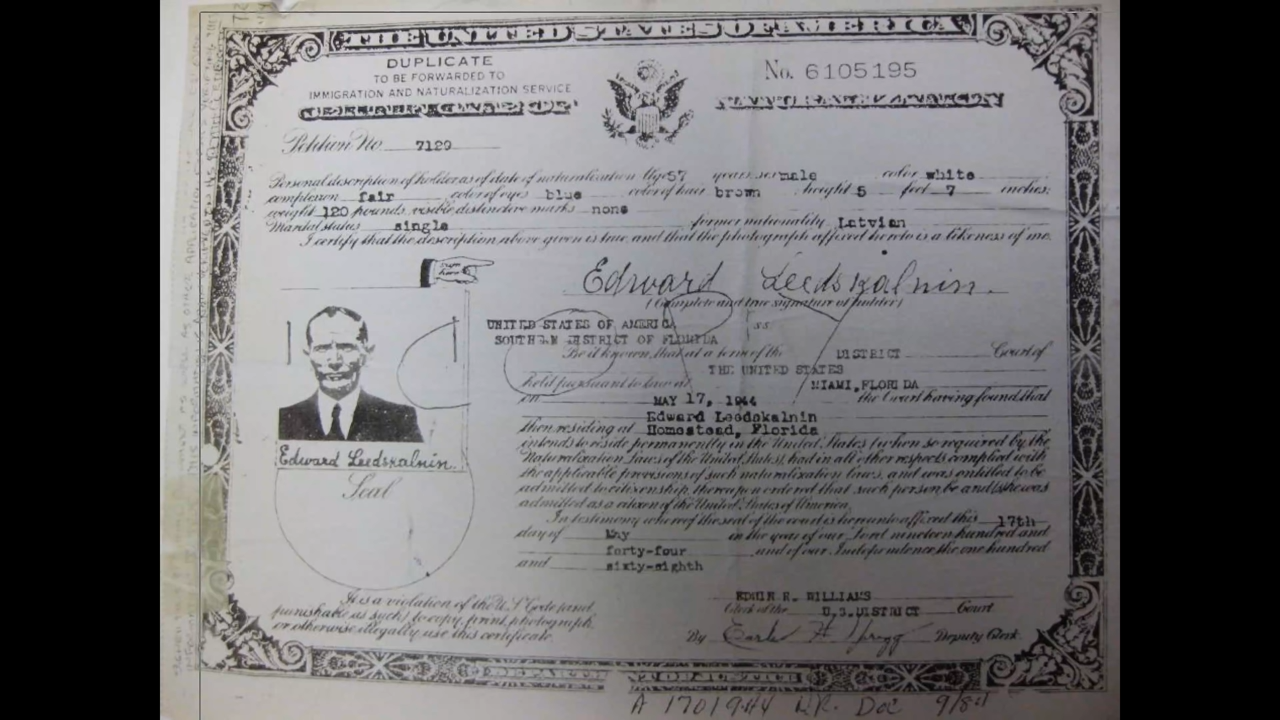 THE UNITED STATES OF AMERICA
DUPLICATE
TO BE FORWARDED TO
IMMIGRATION AND NATURALIZATION SERVICE
No. 6105195
CERTIFICATE OF NATURALIZATION
Petition No. 7129
Personal description of holder as of date of naturalization Age 57 years sex male color white
complexion fair color of eyes blue color of hair brown height 5 feet 7 inches;
weight 120 pounds, visible distinctive marks none
Marital status single former nationality Latvian
I certify that the description above given is true, and that the photograph affixed hereto is a likeness of me.
Edward Leedskalnin.
(Complete and true signature of holder)
UNITED STATES OF AMERICA ss
SOUTHERN DISTRICT OF FLORIDA
Be it known, that at a term of the DISTRICT Court of
THE UNITED STATES
held pursuant to law at MIAMI, FLORIDA
on MAY 17, 1944 the Court having found that
Edward Leedskalnin
then residing at Homestead, Florida
intends to reside permanently in the United States (when so required by the
Naturalization Laws of the United States), had in all other respects complied with
the applicable provisions of such naturalization laws, and was entitled to be
admitted to citizenship, thereupon ordered that such person be and (s)he was
admitted as a citizen of the United States of America.
In testimony whereof the seal of the court is hereunto affixed this 17th
day of May in the year of our Lord nineteen hundred and
forty-four and of our Independence the one hundred
and sixty-eighth
Edward Leedskalnin.
Seal
It is a violation of the U.S. Code (and
punishable as such) to copy, print, photograph,
or otherwise illegally use this certificate.
EDWIN R. WILLIAMS
Clerk of the U.S. DISTRICT Court
By Deputy Clerk
DEPARTMENT OF JUSTICE
A 1701944 Doc 9/81